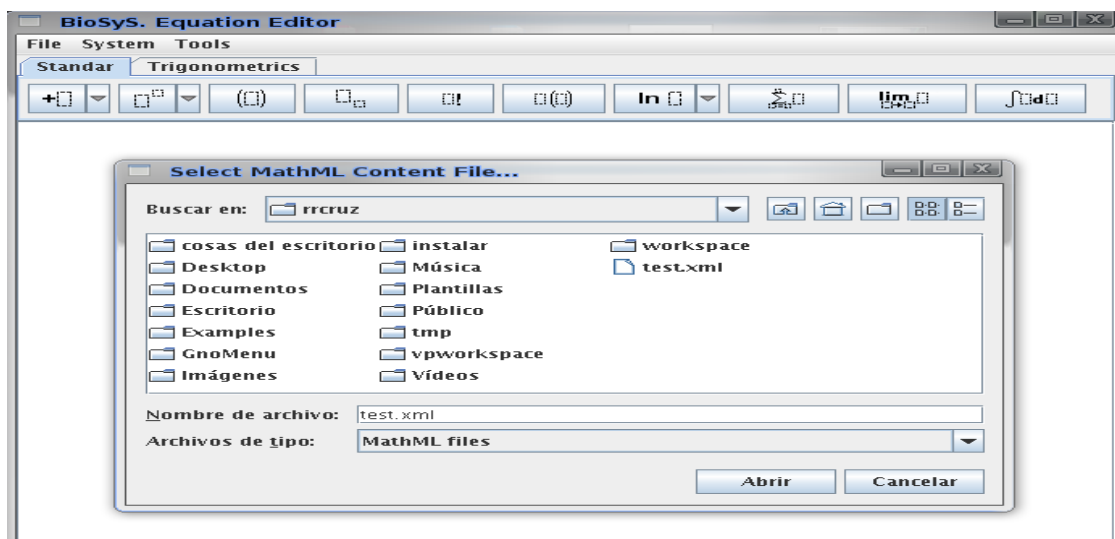 BioSyS. Equation Editor
File System Tools
Standar Trigonometrics
+ ( ) ! ( ) ln lim ∫ d
Select MathML Content File...
Buscar en: rrcruz
cosas del escritorio instalar workspace
Desktop Música test.xml
Documentos Plantillas
Escritorio Público
Examples tmp
GnoMenu vpworkspace
Imágenes Vídeos
Nombre de archivo: test.xml
Archivos de tipo: MathML files
Abrir Cancelar